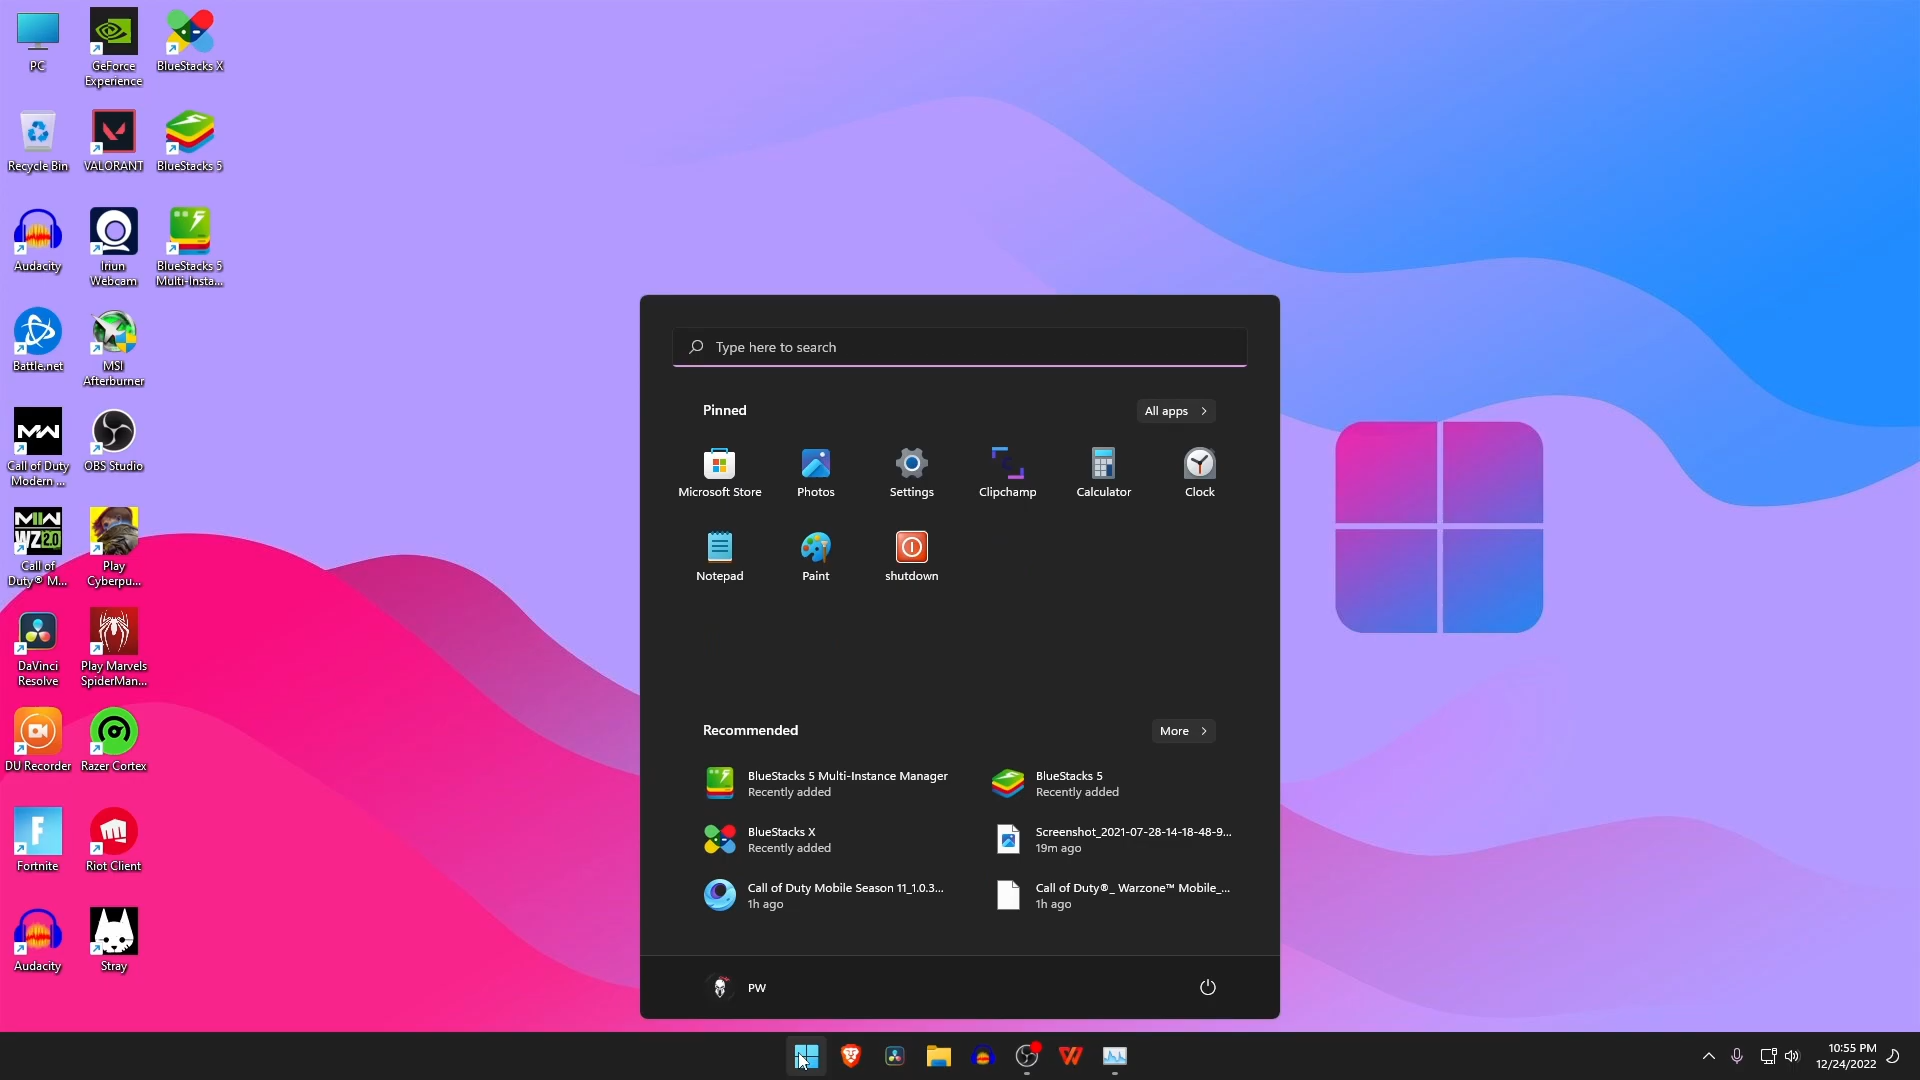 PC
GeForce
Experience
BlueStacks X
Recycle Bin
VALORANT
BlueStacks 5
Audacity
Iriun
Webcam
BlueStacks 5
Multi-Insta...
Battle.net
MSI
Afterburner
Call of Duty
Modern ...
OBS Studio
MW
WZ 2.0
Call of
Duty® M...
Play
Cyberpu...
DaVinci
Resolve
Play Marvels
SpiderMan...
DU Recorder
Razer Cortex
F
Fortnite
Riot Client
Audacity
Stray
Type here to search
Pinned
All apps
Microsoft Store
Photos
Settings
Clipchamp
Calculator
Clock
Notepad
Paint
shutdown
Recommended
More
BlueStacks 5 Multi-Instance Manager
Recently added
BlueStacks 5
Recently added
BlueStacks X
Recently added
Screenshot_2021-07-28-14-18-48-9...
19m ago
Call of Duty Mobile Season 11_1.0.3...
1h ago
Call of Duty®_ Warzone™ Mobile_...
1h ago
PW
10:55 PM
12/24/2022